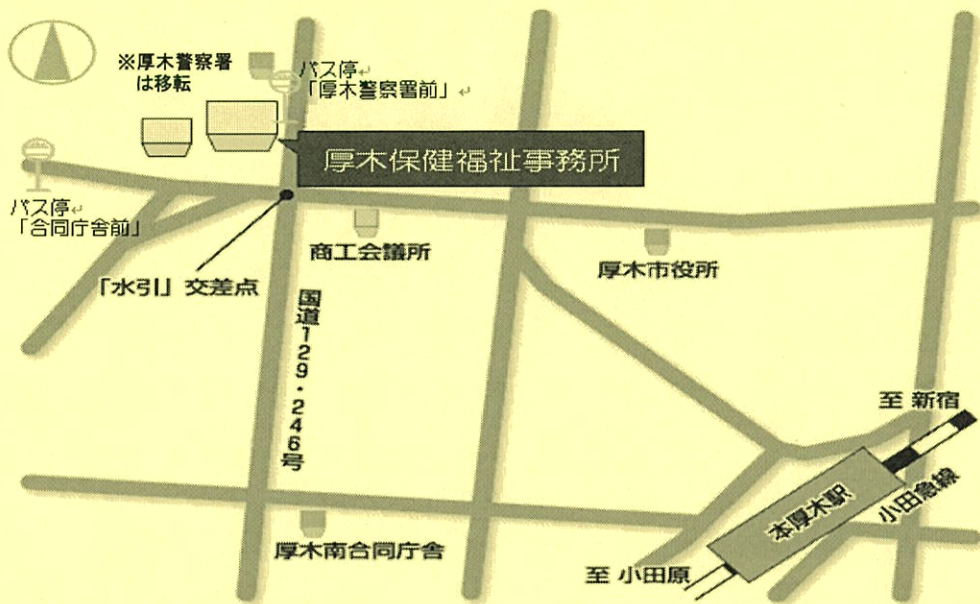 ※厚木警察署
は移転
バス停
「厚木警察署前」
厚木保健福祉事務所
バス停
「合同庁舎前」
商工会議所
厚木市役所
「水引」交差点
国道129・246号
至 新宿
小田急線
本厚木駅
厚木南合同庁舎
至 小田原